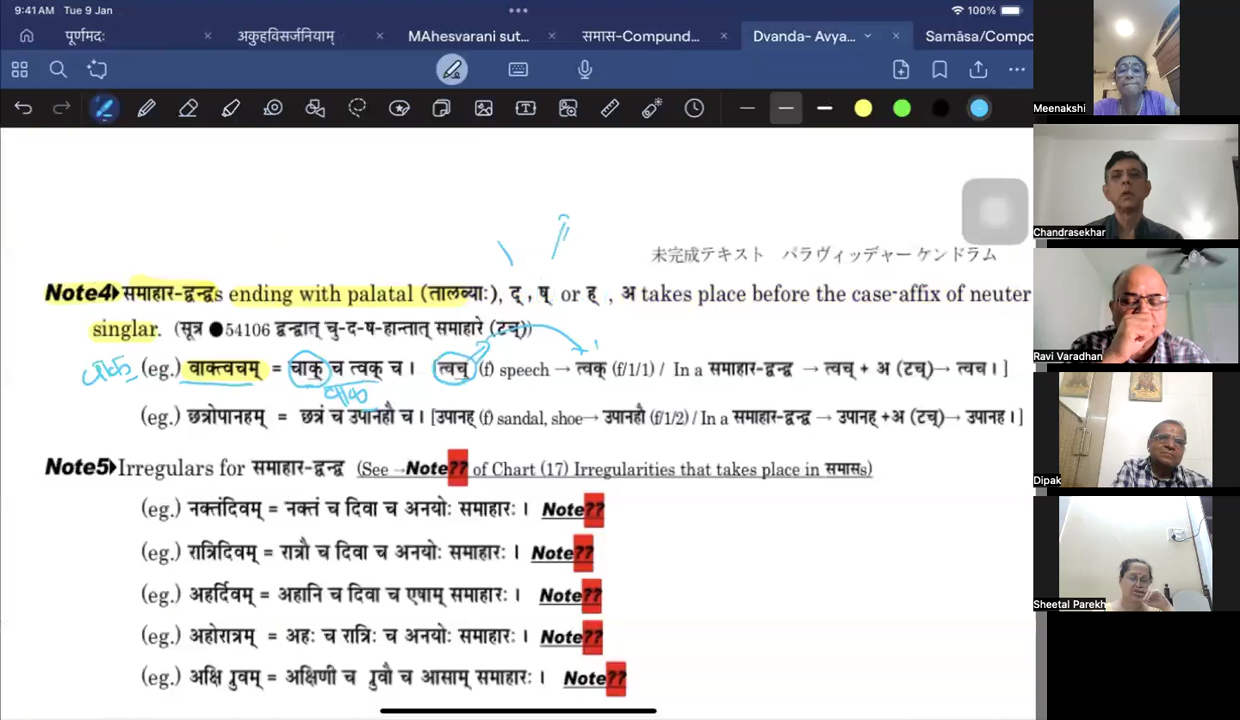 9:41AM Tue 9 Jan
100%
पूर्णमदः
अकुहविसर्जनियाम्
MAhesvarani sut...
समास-Compund...
Dvanda- Avya...
Samāsa/Compo
未完成テキスト パラヴィッデャー ケンドラム
Note4 समाहार-द्वन्द्वs ending with palatal (तालव्याः), द् , ष् or ह् , अ takes place before the case-affix of neuter
singlar. (सूत्र ●54106 द्वन्द्वात् चु-द-ष-हान्तात् समाहारे (टच्))
वाक् (eg.) वाक्त्वचम् = चाक् च त्वक् च। [त्वच् (f) speech → त्वक् (f/1/1) / In a समाहार-द्वन्द्व → त्वच् + अ (टच्)→ त्वच।]
वाक्
(eg.) छत्रोपानहम् = छत्रं च उपानहौ च। [उपानह् (f) sandal, shoe→ उपानहौ (f/1/2) / In a समाहार-द्वन्द्व → उपानह् +अ (टच्)→ उपानह।]
Note5 Irregulars for समाहार-द्वन्द्व (See →Note?? of Chart (17) Irregularities that takes place in समासs)
(eg.) नक्तंदिवम् = नक्तं च दिवा च अनयोः समाहारः। Note??
(eg.) रात्रिदिवम् = रात्रौ च दिवा च अनयोः समाहारः। Note??
(eg.) अहर्दिवम् = अहानि च दिवा च एषाम् समाहारः। Note??
(eg.) अहोरात्रम् = अहः च रात्रिः च अनयोः समाहारः। Note??
(eg.) अक्षि ्रुवम् = अक्षिणी च ्रुवौ च आसाम् समाहारः। Note??
Meenakshi
Chandrasekhar
Ravi Varadhan
Dipak
Sheetal Parekh